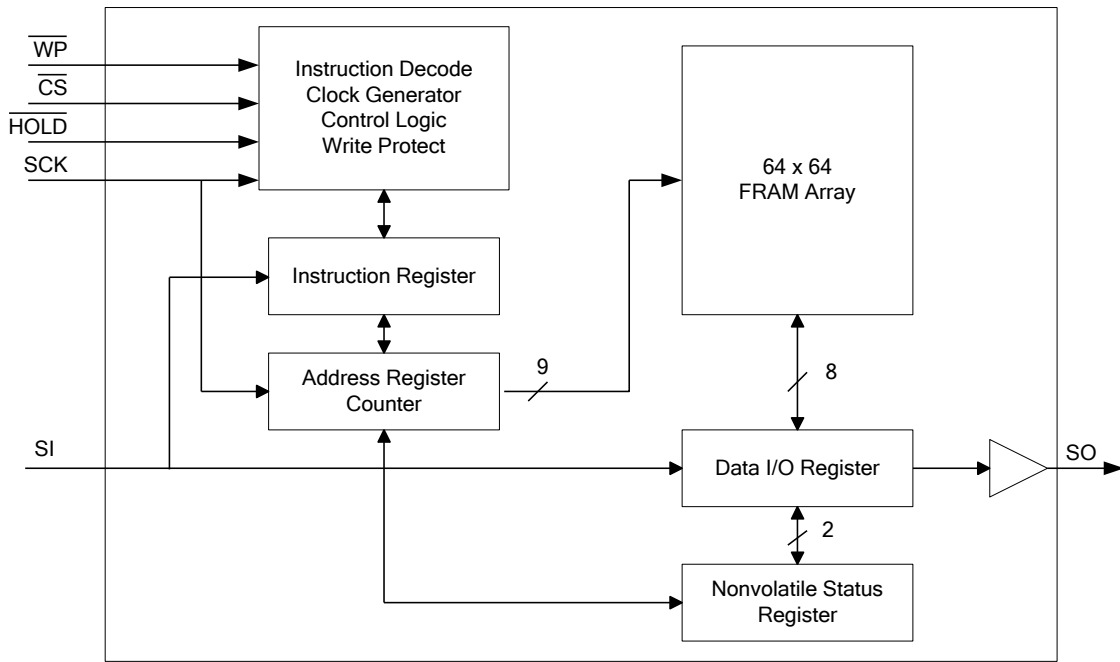 WP
CS
HOLD
SCK
Instruction Decode
Clock Generator
Control Logic
Write Protect
64 x 64
FRAM Array
Instruction Register
Address Register
Counter
9
8
SI
Data I/O Register
SO
2
Nonvolatile Status
Register